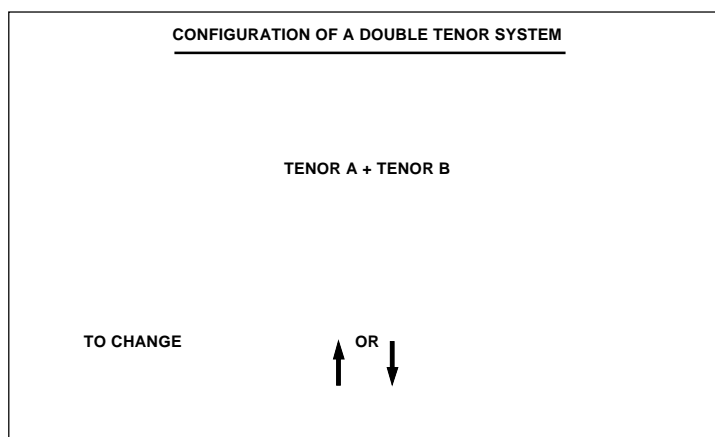 CONFIGURATION OF A DOUBLE TENOR SYSTEM
TENOR A + TENOR B
TO CHANGE OR